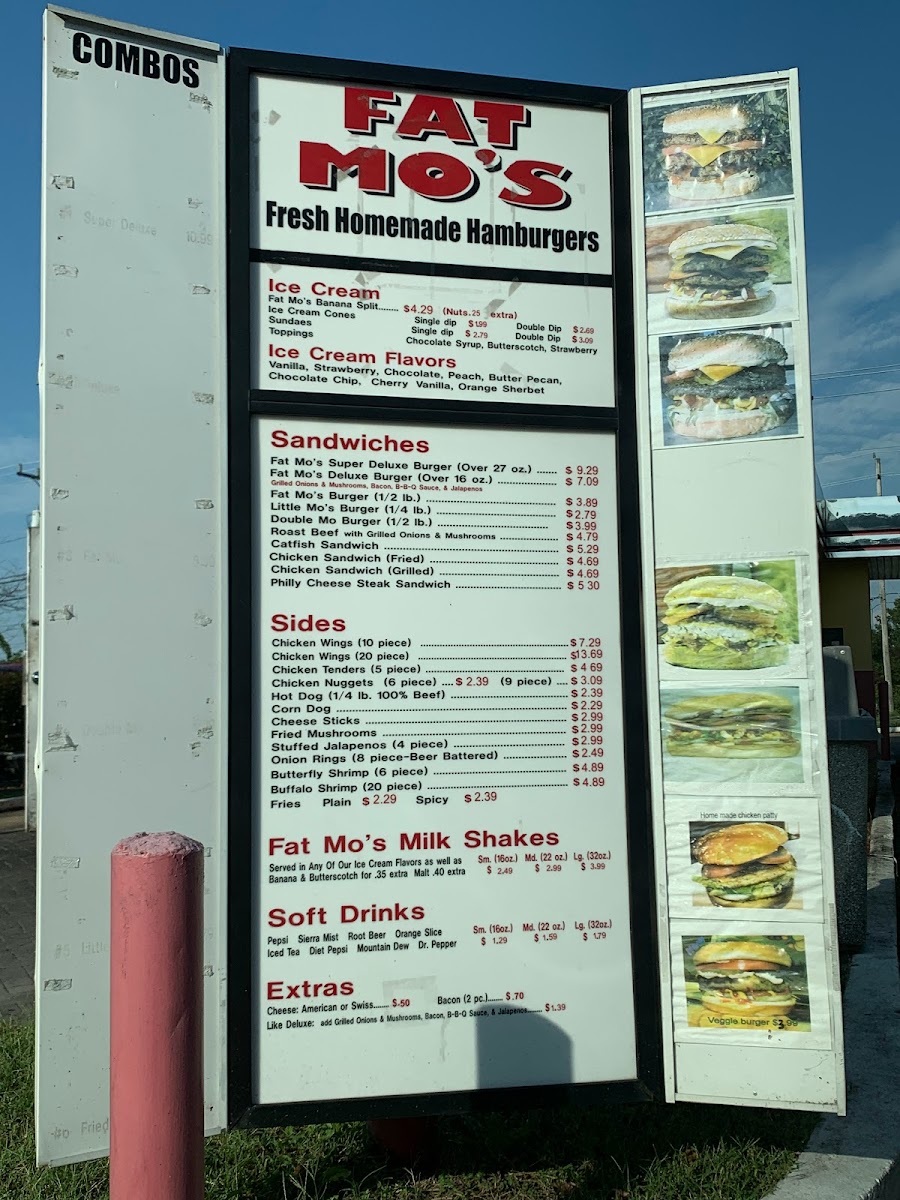 COMBOS
Super Deluxe 10.99
FAT
MO'S
Fresh Homemade Hamburgers
Ice Cream
Fat Mo's Banana Split........ $4.29 (Nuts .25 extra)
Ice Cream Cones Single dip $1.99 Double Dip $2.69
Sundaes Single dip $2.79 Double Dip $3.09
Toppings Chocolate Syrup, Butterscotch, Strawberry
Ice Cream Flavors
Vanilla, Strawberry, Chocolate, Peach, Butter Pecan,
Chocolate Chip, Cherry Vanilla, Orange Sherbet
Sandwiches
Fat Mo's Super Deluxe Burger (Over 27 oz.) ...... $ 9.29
Fat Mo's Deluxe Burger (Over 16 oz.) ...... $ 7.09
Grilled Onions & Mushrooms, Bacon, B-B-Q Sauce, & Jalapenos
Fat Mo's Burger (1/2 lb.) ...... $ 3.89
Little Mo's Burger (1/4 lb.) ...... $ 2.79
Double Mo Burger (1/2 lb.) ...... $ 3.99
Roast Beef with Grilled Onions & Mushrooms ...... $ 4.79
Catfish Sandwich ...... $ 5.29
Chicken Sandwich (Fried) ...... $ 4.69
Chicken Sandwich (Grilled) ...... $ 4.69
Philly Cheese Steak Sandwich ...... $ 5 30
Sides
Chicken Wings (10 piece) ...... $ 7.29
Chicken Wings (20 piece) ...... $13.69
Chicken Tenders (5 piece) ...... $ 4 69
Chicken Nuggets (6 piece) .... $ 2.39 (9 piece) .... $ 3.09
Hot Dog (1/4 lb. 100% Beef) ...... $ 2.39
Corn Dog ...... $ 2.29
Cheese Sticks ...... $ 2.99
Fried Mushrooms ...... $ 2.99
Stuffed Jalapenos (4 piece) ...... $ 2.99
Onion Rings (8 piece-Beer Battered) ...... $ 2.49
Butterfly Shrimp (6 piece) ...... $ 4.89
Buffalo Shrimp (20 piece) ...... $ 4.89
Fries Plain $ 2.29 Spicy $ 2.39
Fat Mo's Milk Shakes
Served in Any Of Our Ice Cream Flavors as well as Sm. (16oz.) Md. (22 oz.) Lg. (32oz.)
Banana & Butterscotch for .35 extra Malt .40 extra $ 2.49 $ 2.99 $ 3.99
Soft Drinks
Pepsi Sierra Mist Root Beer Orange Slice Sm. (16oz.) Md. (22 oz.) Lg. (32oz.)
Iced Tea Diet Pepsi Mountain Dew Dr. Pepper $ 1.29 $ 1.59 $ 1.79
Extras
Cheese: American or Swiss....... $.50 Bacon (2 pc.)....... $.70
Like Deluxe: add Grilled Onions & Mushrooms, Bacon, B-B-Q Sauce, & Jalapenos....... $1.39
Home made chicken patty
Veggie burger $3.99
Fried